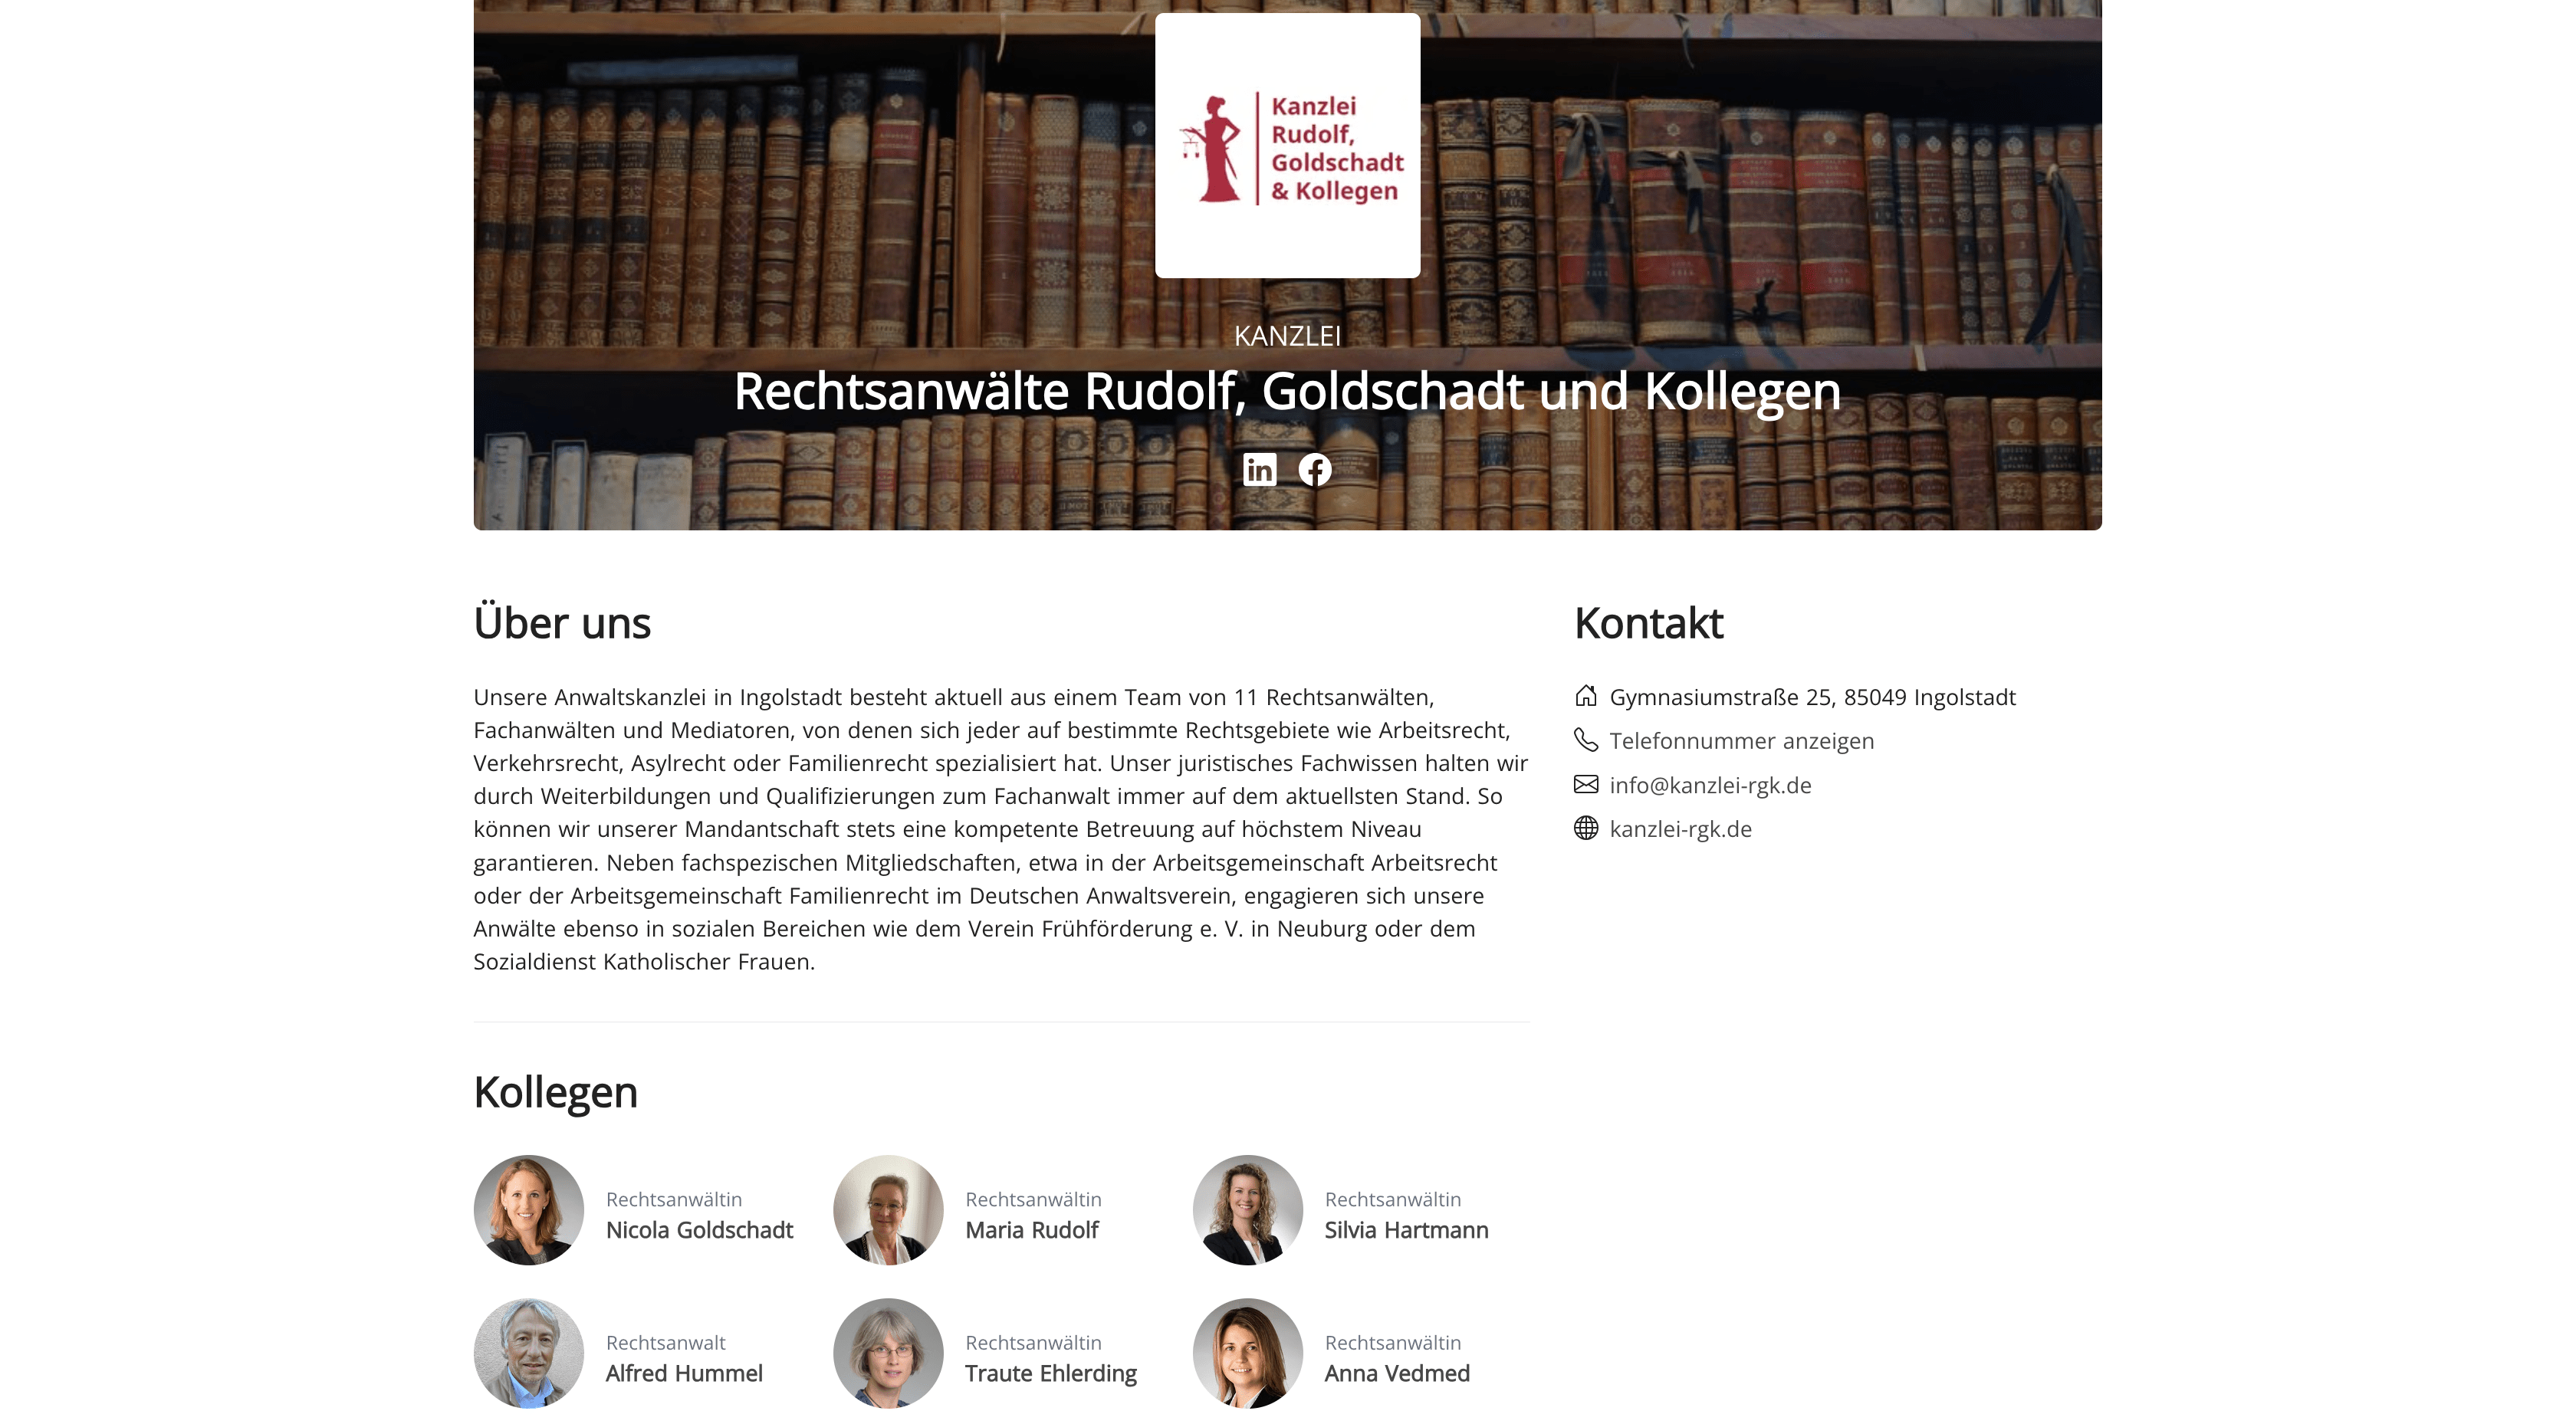 Kanzlei
Rudolf,
Goldschadt
& Kollegen
KANZLEI
Rechtsanwälte Rudolf, Goldschadt und Kollegen
Über uns
Unsere Anwaltskanzlei in Ingolstadt besteht aktuell aus einem Team von 11 Rechtsanwälten,
Fachanwälten und Mediatoren, von denen sich jeder auf bestimmte Rechtsgebiete wie Arbeitsrecht,
Verkehrsrecht, Asylrecht oder Familienrecht spezialisiert hat. Unser juristisches Fachwissen halten wir
durch Weiterbildungen und Qualifizierungen zum Fachanwalt immer auf dem aktuellsten Stand. So
können wir unserer Mandantschaft stets eine kompetente Betreuung auf höchstem Niveau
garantieren. Neben fachspezischen Mitgliedschaften, etwa in der Arbeitsgemeinschaft Arbeitsrecht
oder der Arbeitsgemeinschaft Familienrecht im Deutschen Anwaltsverein, engagieren sich unsere
Anwälte ebenso in sozialen Bereichen wie dem Verein Frühförderung e. V. in Neuburg oder dem
Sozialdienst Katholischer Frauen.
Kontakt
Gymnasiumstraße 25, 85049 Ingolstadt
Telefonnummer anzeigen
info@kanzlei-rgk.de
kanzlei-rgk.de
Kollegen
Rechtsanwältin
Nicola Goldschadt
Rechtsanwältin
Maria Rudolf
Rechtsanwältin
Silvia Hartmann
Rechtsanwalt
Alfred Hummel
Rechtsanwältin
Traute Ehlerding
Rechtsanwältin
Anna Vedmed